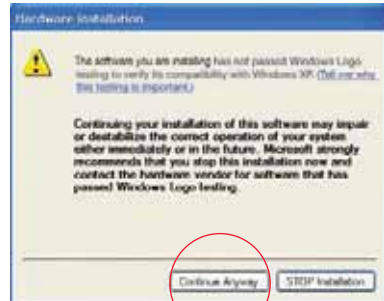 Hardware Installation
The software you are installing has not passed Windows Logo
testing to verify its compatibility with Windows XP. (Tell me why
this testing is important.)
Continuing your installation of this software may impair
or destabilize the correct operation of your system
either immediately or in the future. Microsoft strongly
recommends that you stop this installation now and
contact the hardware vendor for software that has
passed Windows Logo testing.
Continue Anyway
STOP Installation